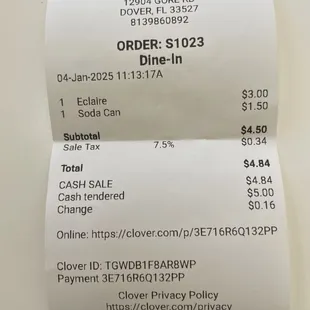 12904 GORE RD
DOVER, FL 33527
8139860892
ORDER: S1023
Dine-In
04-Jan-2025 11:13:17A
1 Eclaire $3.00
1 Soda Can $1.50
Subtotal $4.50
Sale Tax 7.5% $0.34
Total $4.84
CASH SALE $4.84
Cash tendered $5.00
Change $0.16
Online: https://clover.com/p/3E716R6Q132PP
Clover ID: TGWDB1F8AR8WP
Payment 3E716R6Q132PP
Clover Privacy Policy
https://clover.com/privacy